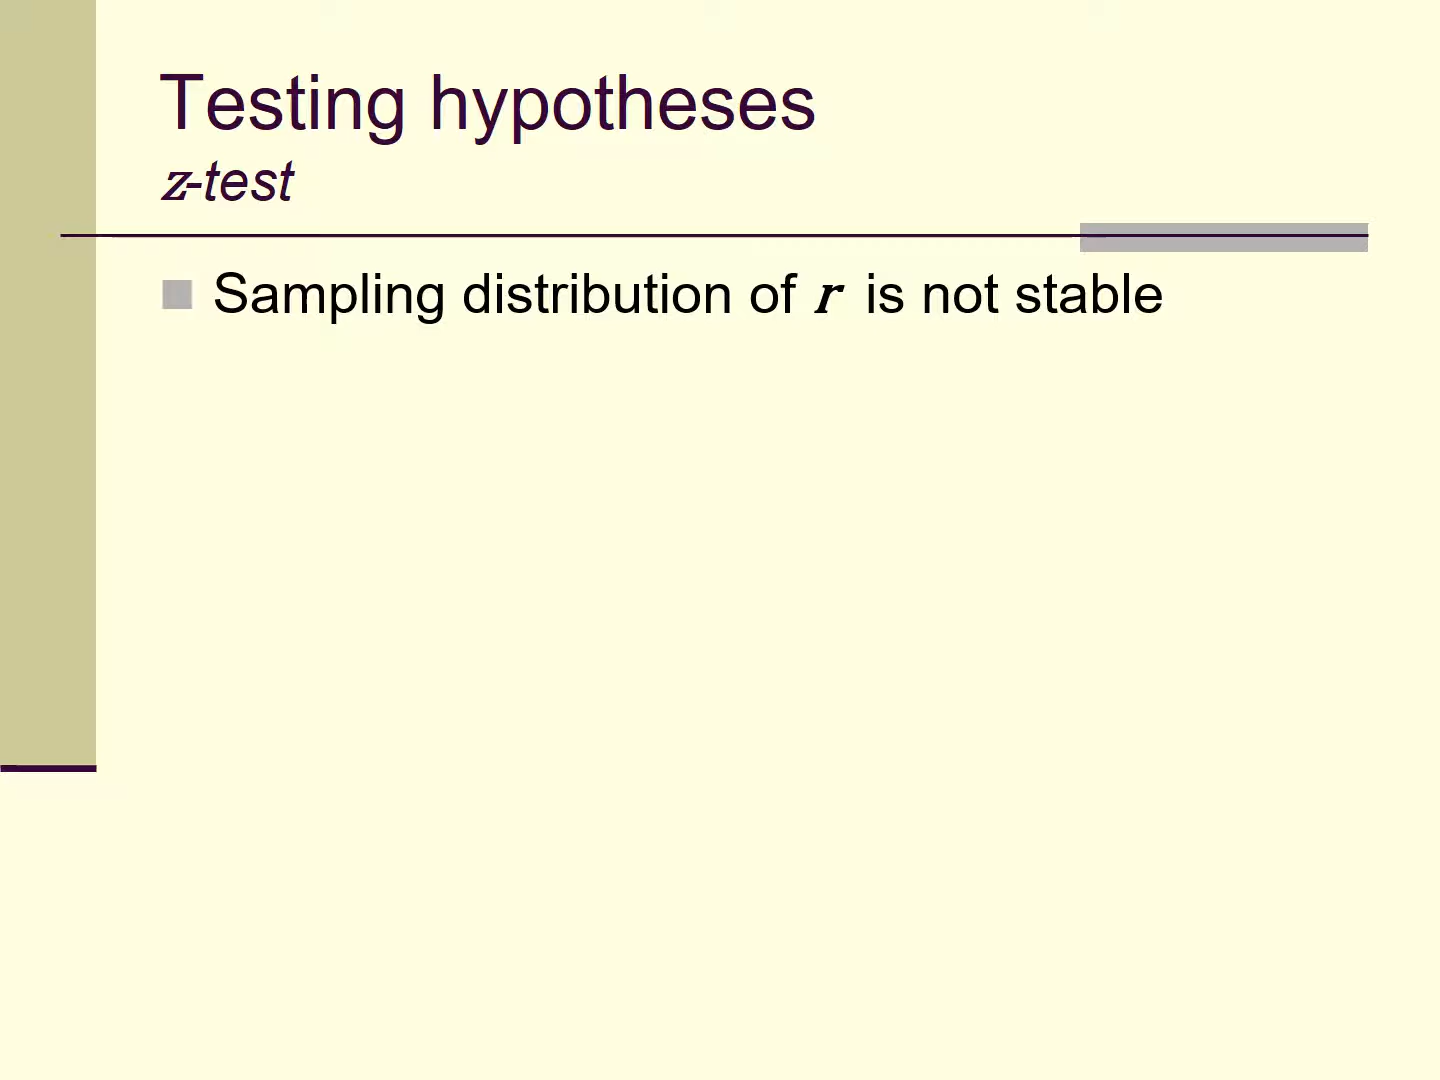 Testing hypotheses
z-test
Sampling distribution of r is not stable